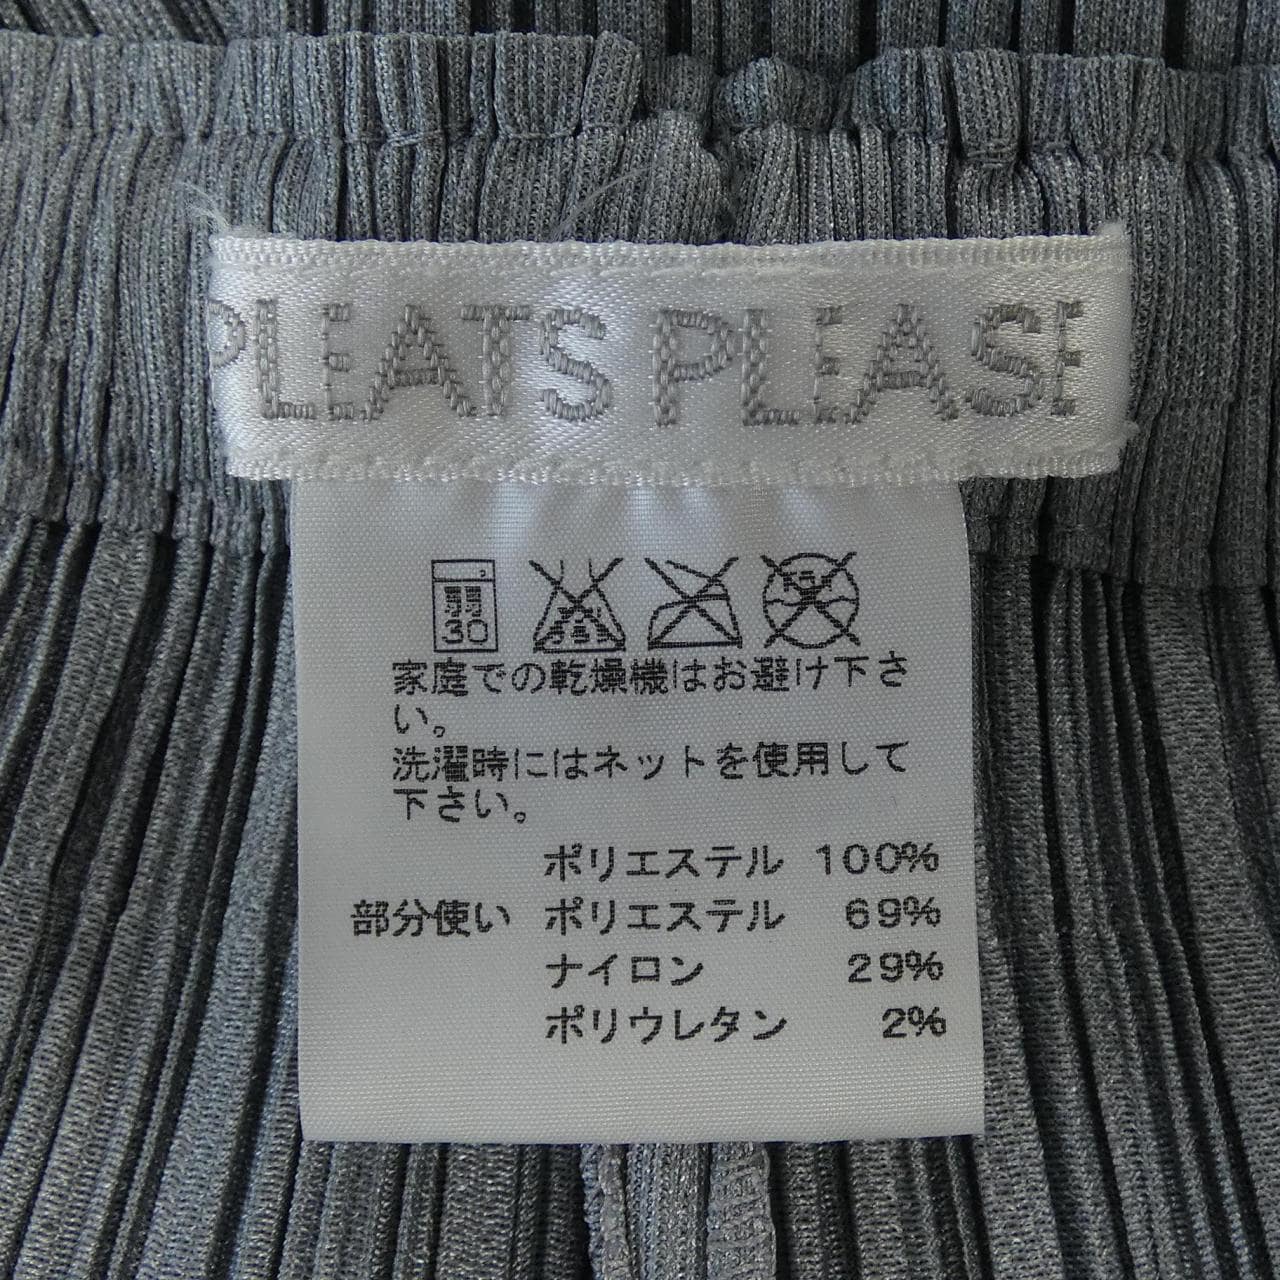 PLEATS PLEASE
弱
30
家庭での乾燥機はお避け下さ
い。
洗濯時にはネットを使用して
下さい。
ポリエステル 100%
部分使い ポリエステル 69%
ナイロン 29%
ポリウレタン 2%